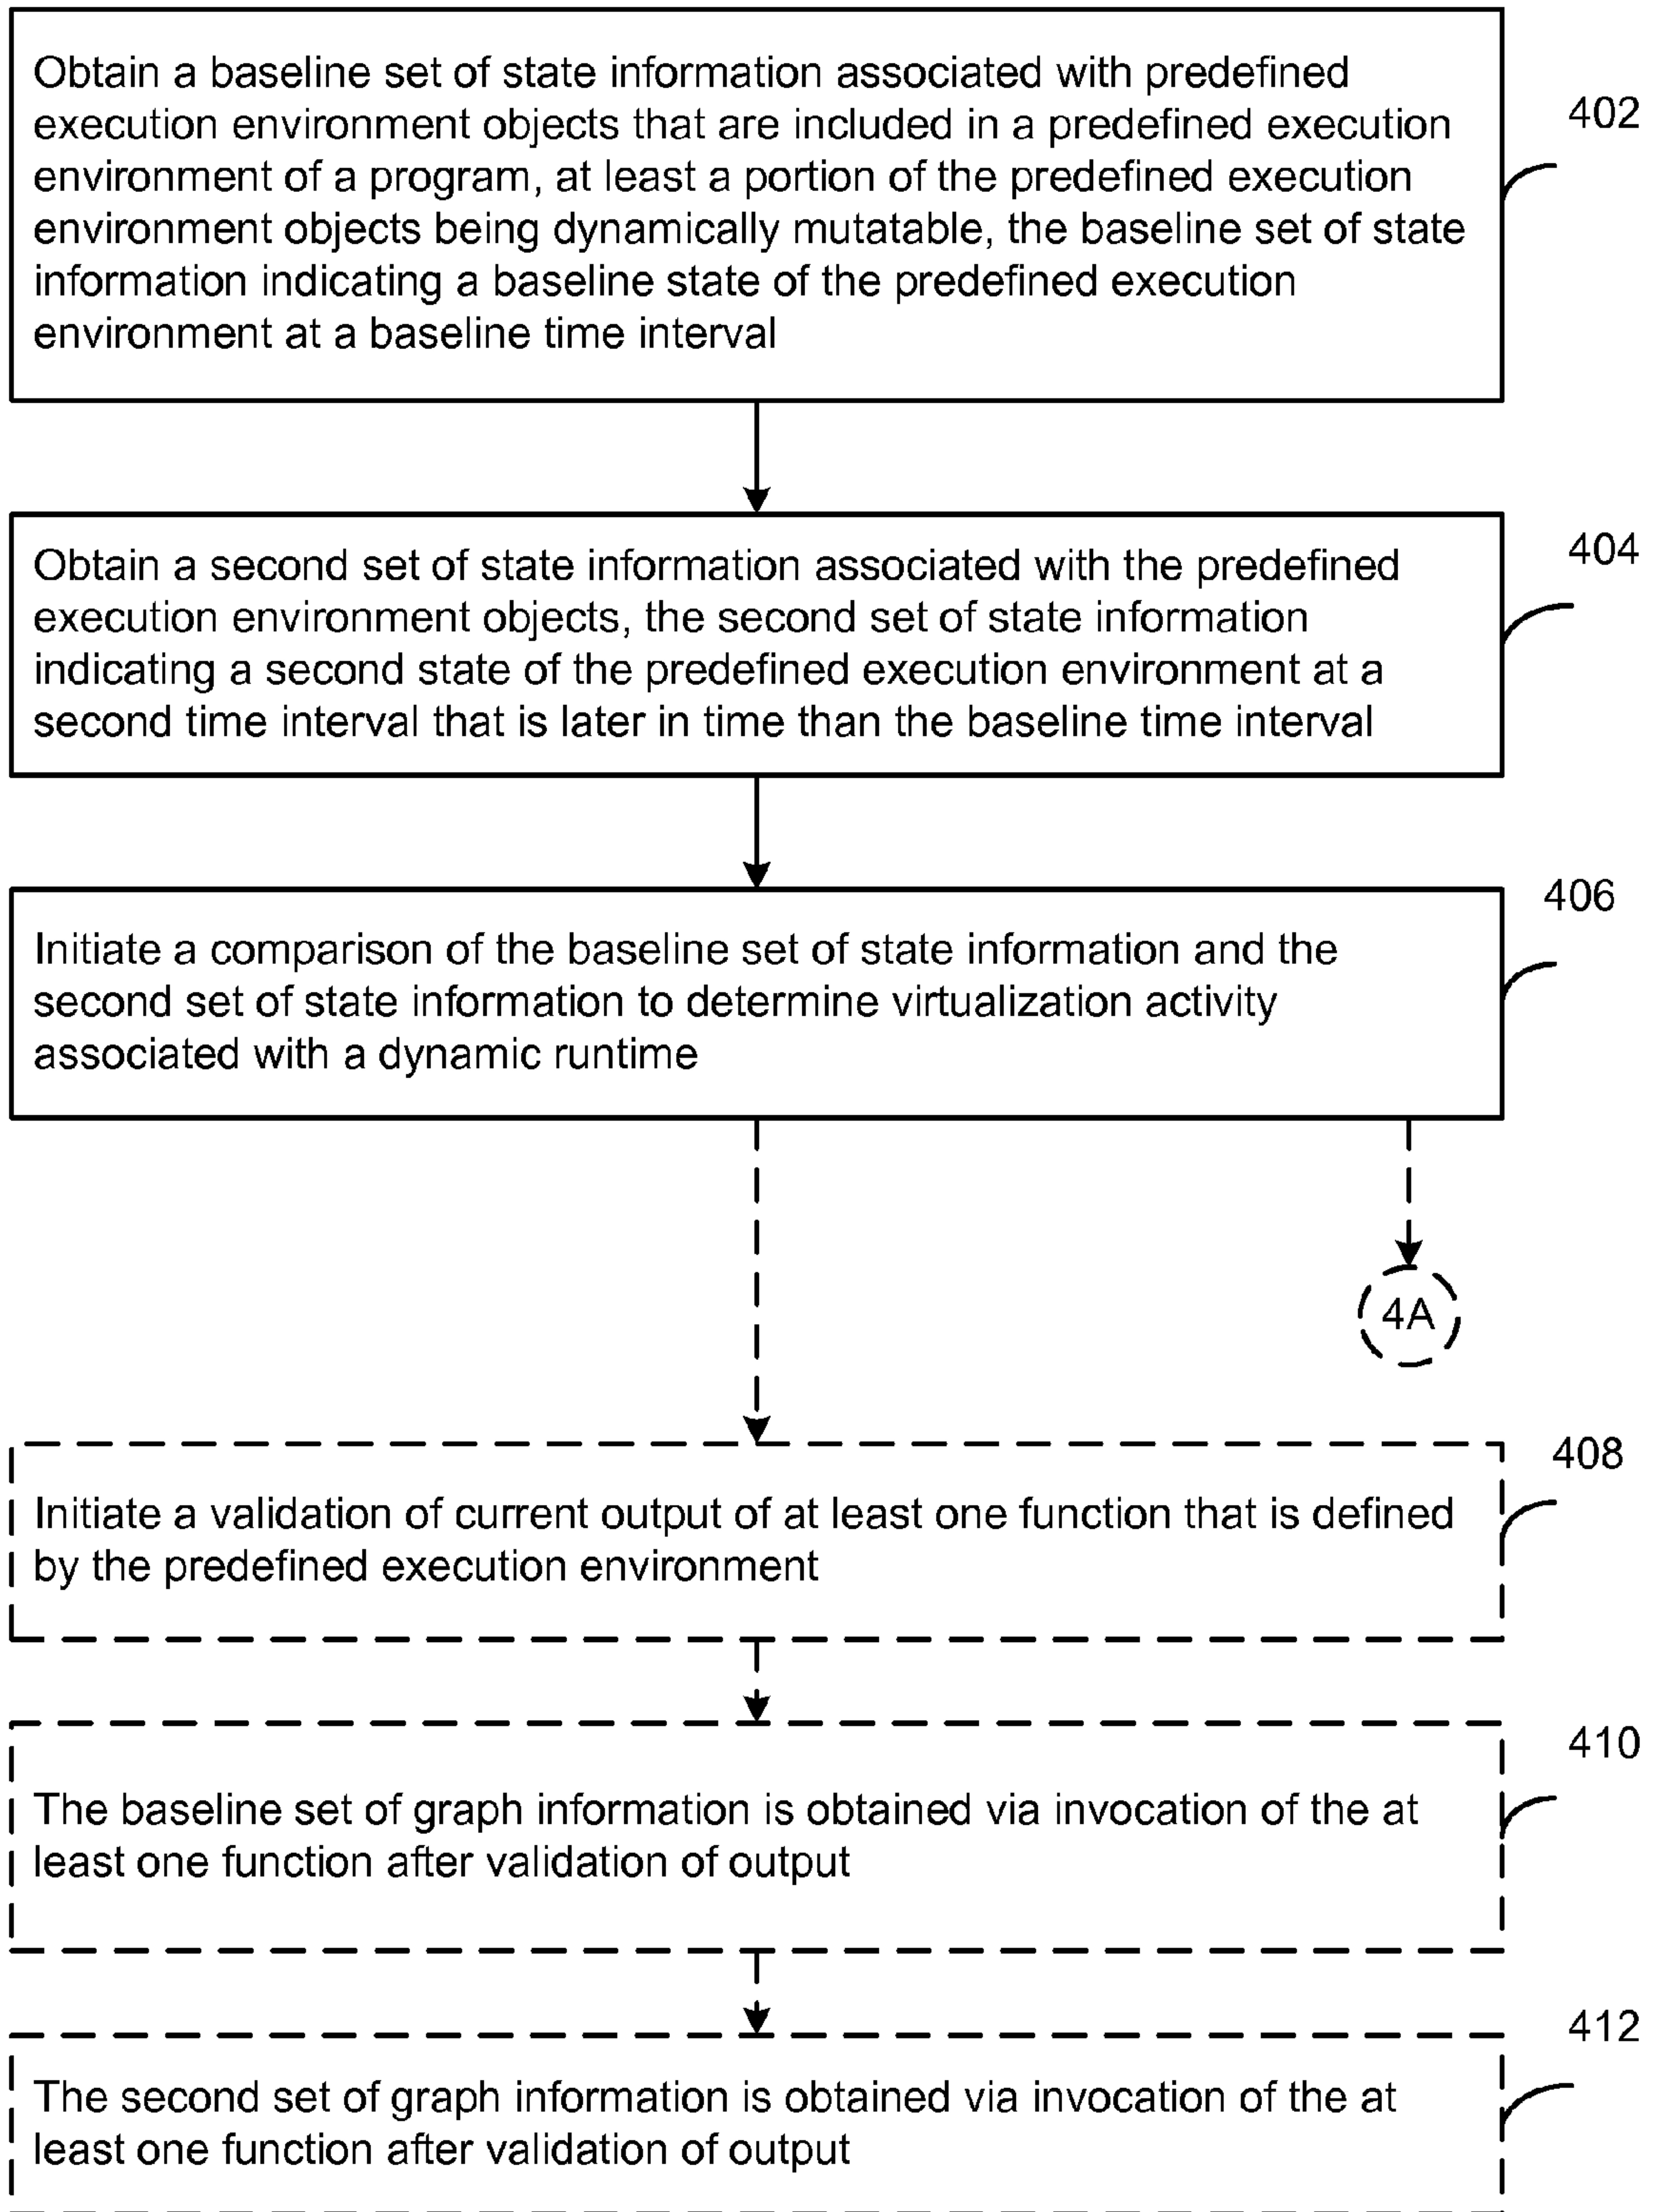 Obtain a baseline set of state information associated with predefined
execution environment objects that are included in a predefined execution
environment of a program, at least a portion of the predefined execution
environment objects being dynamically mutatable, the baseline set of state
information indicating a baseline state of the predefined execution
environment at a baseline time interval
402
Obtain a second set of state information associated with the predefined
execution environment objects, the second set of state information
indicating a second state of the predefined execution environment at a
second time interval that is later in time than the baseline time interval
404
Initiate a comparison of the baseline set of state information and the
second set of state information to determine virtualization activity
associated with a dynamic runtime
406
4A
Initiate a validation of current output of at least one function that is defined
by the predefined execution environment
408
The baseline set of graph information is obtained via invocation of the at
least one function after validation of output
410
The second set of graph information is obtained via invocation of the at
least one function after validation of output
412